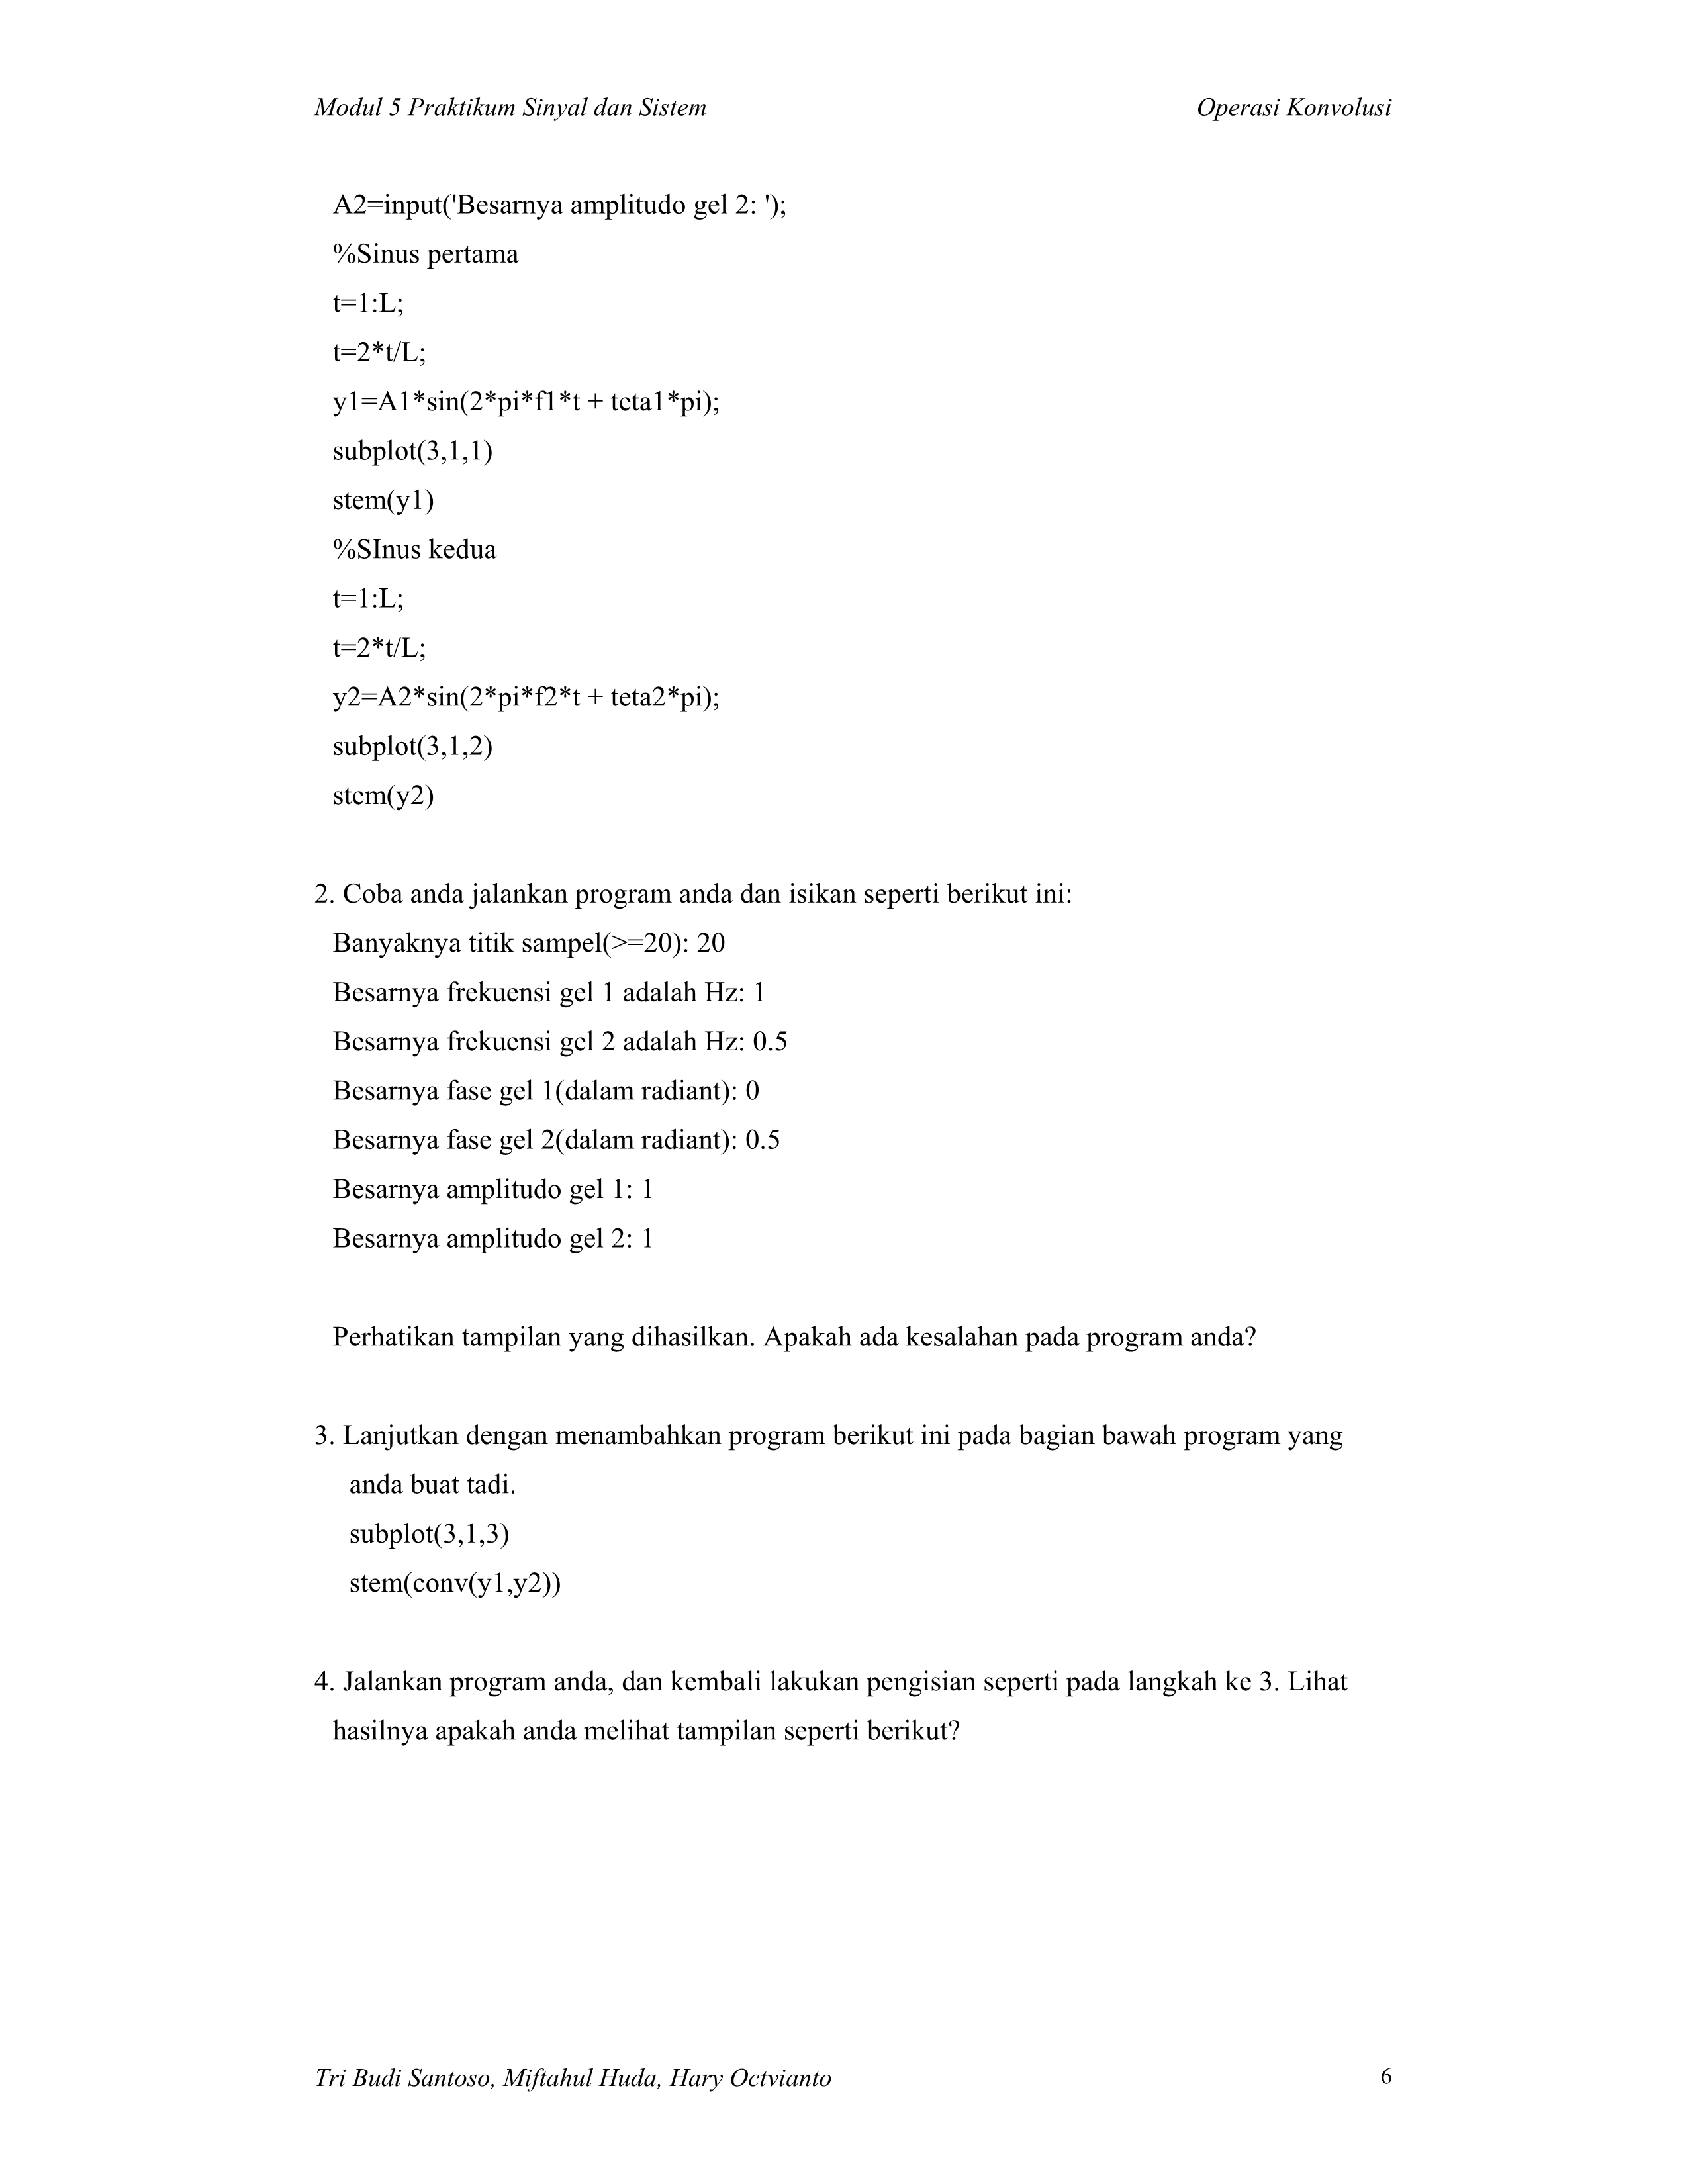 Modul 5 Praktikum Sinyal dan Sistem Operasi Konvolusi
A2=input('Besarnya amplitudo gel 2: ');
%Sinus pertama
t=1:L;
t=2*t/L;
y1=A1*sin(2*pi*f1*t + teta1*pi);
subplot(3,1,1)
stem(y1)
%SInus kedua
t=1:L;
t=2*t/L;
y2=A2*sin(2*pi*f2*t + teta2*pi);
subplot(3,1,2)
stem(y2)
2. Coba anda jalankan program anda dan isikan seperti berikut ini:
Banyaknya titik sampel(>=20): 20
Besarnya frekuensi gel 1 adalah Hz: 1
Besarnya frekuensi gel 2 adalah Hz: 0.5
Besarnya fase gel 1(dalam radiant): 0
Besarnya fase gel 2(dalam radiant): 0.5
Besarnya amplitudo gel 1: 1
Besarnya amplitudo gel 2: 1
Perhatikan tampilan yang dihasilkan. Apakah ada kesalahan pada program anda?
3. Lanjutkan dengan menambahkan program berikut ini pada bagian bawah program yang
anda buat tadi.
subplot(3,1,3)
stem(conv(y1,y2))
4. Jalankan program anda, dan kembali lakukan pengisian seperti pada langkah ke 3. Lihat
hasilnya apakah anda melihat tampilan seperti berikut?
Tri Budi Santoso, Miftahul Huda, Hary Octvianto 6